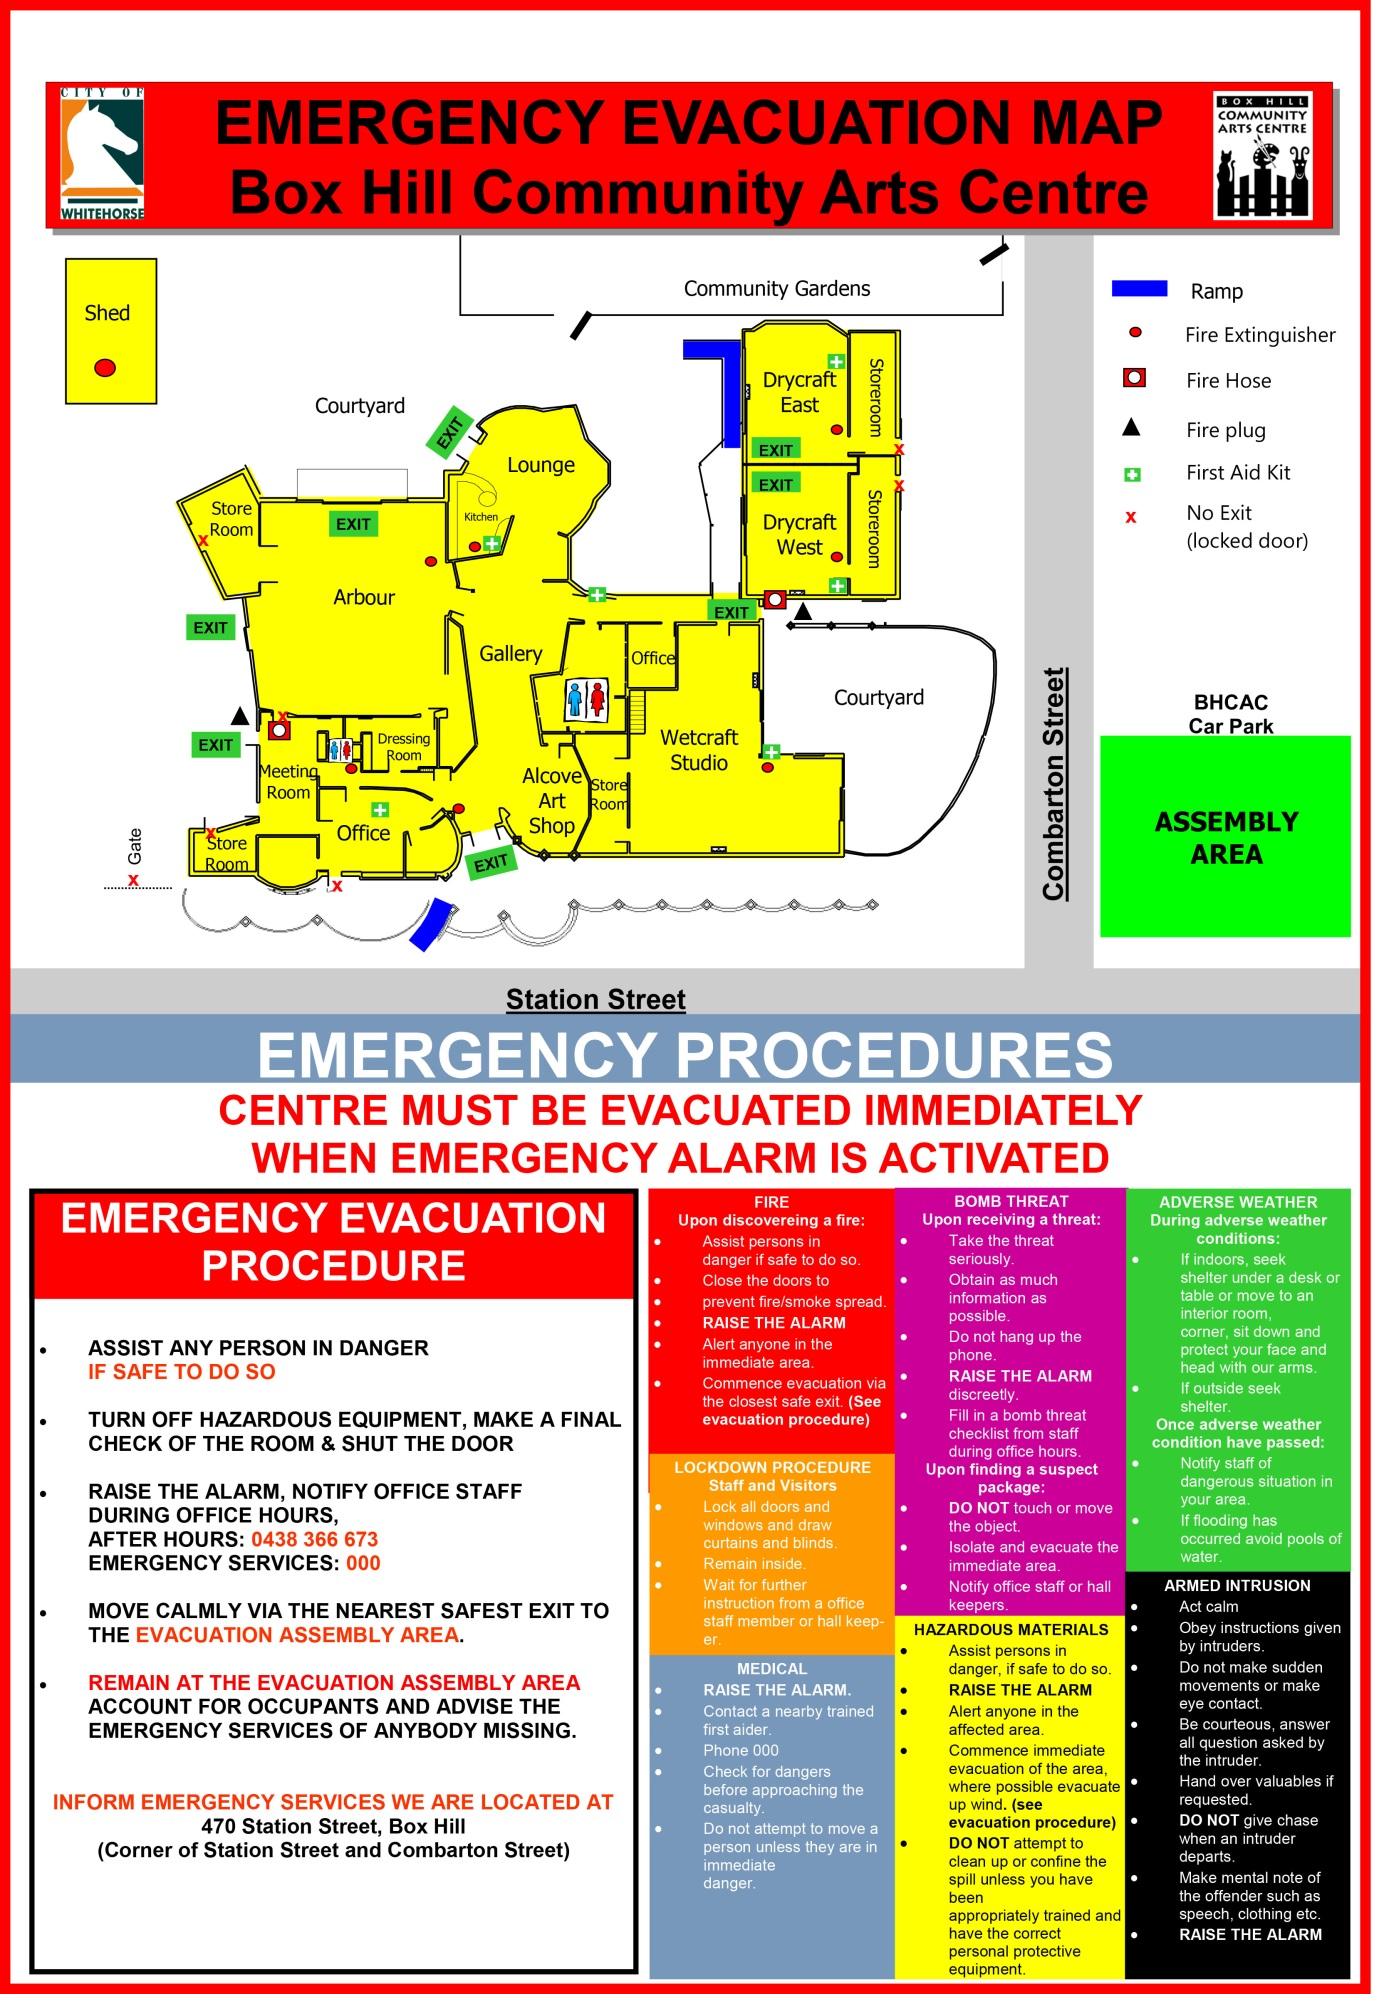 CITY OF
WHITEHORSE
EMERGENCY EVACUATION MAP
Box Hill Community Arts Centre
BOX HILL
COMMUNITY
ARTS CENTRE
Shed
Community Gardens
Courtyard
EXIT
Lounge
Kitchen
Store
Room
EXIT
Arbour
EXIT
Drycraft
East
Storeroom
EXIT
EXIT
Drycraft
West
Storeroom
EXIT
Gallery
Office
Courtyard
EXIT
Dressing
Room
Meeting
Room
Wetcraft
Studio
Alcove
Art
Shop
Store
Room
Office
Store
Room
Gate
EXIT
Ramp
Fire Extinguisher
Fire Hose
Fire plug
First Aid Kit
x
No Exit
(locked door)
BHCAC
Car Park
ASSEMBLY
AREA
Combarton Street
Station Street
EMERGENCY PROCEDURES
CENTRE MUST BE EVACUATED IMMEDIATELY
WHEN EMERGENCY ALARM IS ACTIVATED
EMERGENCY EVACUATION
PROCEDURE
• ASSIST ANY PERSON IN DANGER
IF SAFE TO DO SO
• TURN OFF HAZARDOUS EQUIPMENT, MAKE A FINAL
CHECK OF THE ROOM & SHUT THE DOOR
• RAISE THE ALARM, NOTIFY OFFICE STAFF
DURING OFFICE HOURS,
AFTER HOURS: 0438 366 673
EMERGENCY SERVICES: 000
• MOVE CALMLY VIA THE NEAREST SAFEST EXIT TO
THE EVACUATION ASSEMBLY AREA.
• REMAIN AT THE EVACUATION ASSEMBLY AREA
ACCOUNT FOR OCCUPANTS AND ADVISE THE
EMERGENCY SERVICES OF ANYBODY MISSING.
INFORM EMERGENCY SERVICES WE ARE LOCATED AT
470 Station Street, Box Hill
(Corner of Station Street and Combarton Street)
FIRE
Upon discovereing a fire:
• Assist persons in
danger if safe to do so.
• Close the doors to
• prevent fire/smoke spread.
• RAISE THE ALARM
• Alert anyone in the
immediate area.
• Commence evacuation via
the closest safe exit. (See
evacuation procedure)
LOCKDOWN PROCEDURE
Staff and Visitors
• Lock all doors and
windows and draw
curtains and blinds.
• Remain inside.
• Wait for further
instruction from a office
staff member or hall keep-
er.
MEDICAL
• RAISE THE ALARM.
• Contact a nearby trained
first aider.
• Phone 000
• Check for dangers
before approaching the
casualty.
• Do not attempt to move a
person unless they are in
immediate
danger.
BOMB THREAT
Upon receiving a threat:
• Take the threat
seriously.
• Obtain as much
information as
possible.
• Do not hang up the
phone.
• RAISE THE ALARM
discreetly.
• Fill in a bomb threat
checklist from staff
during office hours.
Upon finding a suspect
package:
• DO NOT touch or move
the object.
• Isolate and evacuate the
immediate area.
• Notify office staff or hall
keepers.
HAZARDOUS MATERIALS
• Assist persons in
danger, if safe to do so.
• RAISE THE ALARM
• Alert anyone in the
affected area.
• Commence immediate
evacuation of the area,
where possible evacuate
up wind. (see
evacuation procedure)
• DO NOT attempt to
clean up or confine the
spill unless you have
been
appropriately trained and
have the correct
personal protective
equipment.
ADVERSE WEATHER
During adverse weather
conditions:
• If indoors, seek
shelter under a desk or
table or move to an
interior room,
corner, sit down and
protect your face and
head with our arms.
• If outside seek
shelter.
Once adverse weather
condition have passed:
• Notify staff of
dangerous situation in
your area.
• If flooding has
occurred avoid pools of
water.
ARMED INTRUSION
• Act calm
• Obey instructions given
by intruders.
• Do not make sudden
movements or make
eye contact.
• Be courteous, answer
all question asked by
the intruder.
• Hand over valuables if
requested.
• DO NOT give chase
when an intruder
departs.
• Make mental note of
the offender such as
speech, clothing etc.
• RAISE THE ALARM